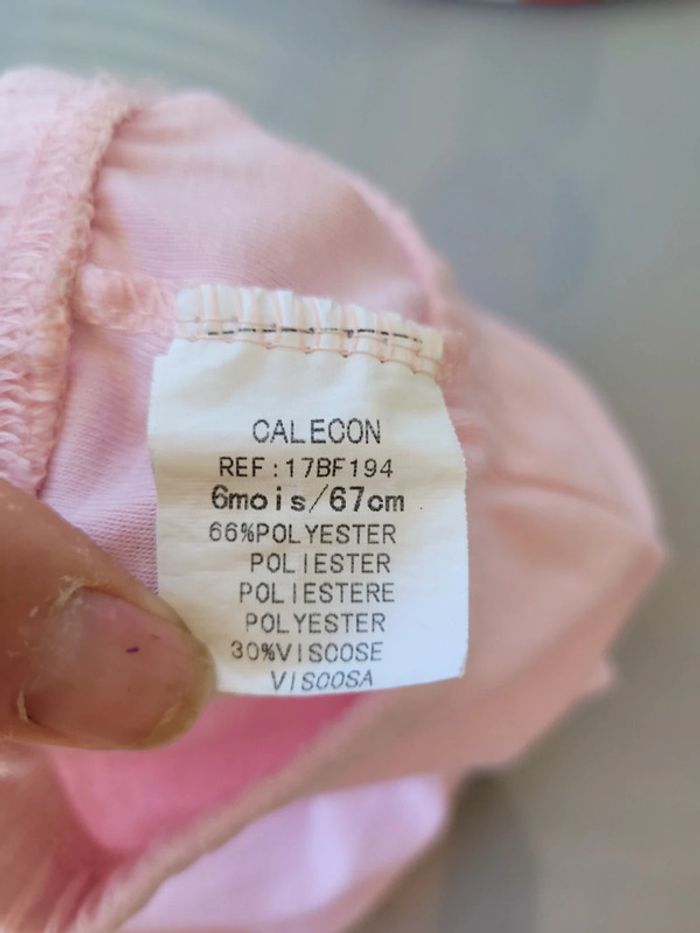 CALECON
REF:17BF194
6mois/67cm
66%POLYESTER
POLIESTER
POLIESTERE
POLYESTER
30%VISCOSE
VISCOSA